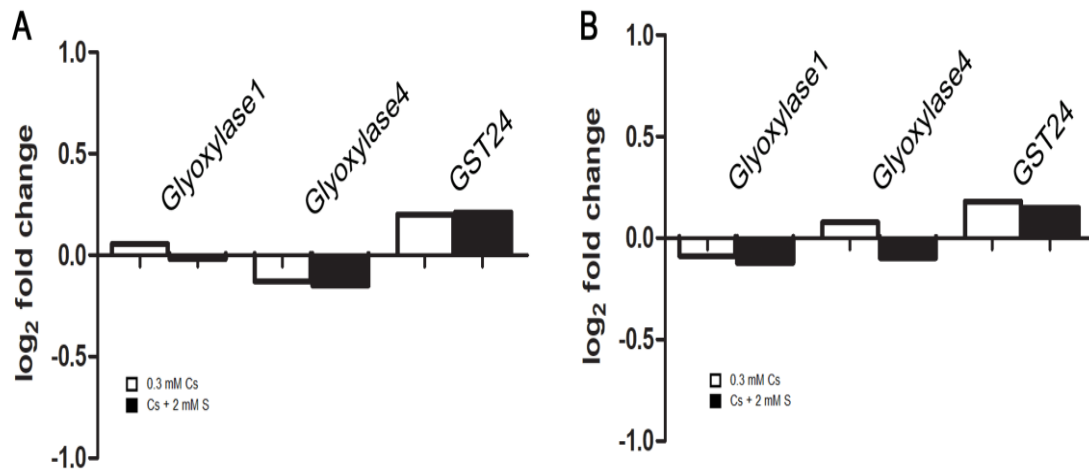 A
log2 fold change
1.0
0.5
0.0
-0.5
-1.0
Glyoxylase1
Glyoxylase4
GST24
0.3 mM Cs
Cs + 2 mM S
B
log2 fold change
1.0
0.5
0.0
-0.5
-1.0
Glyoxylase1
Glyoxylase4
GST24
0.3 mM Cs
Cs + 2 mM S